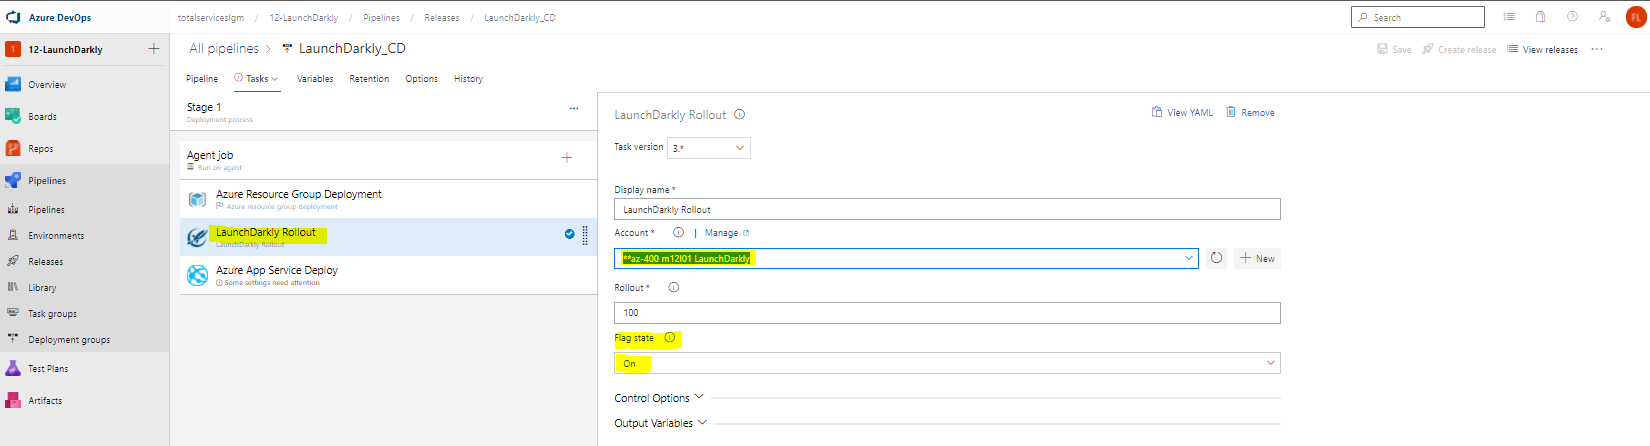 Azure DevOps
totalserviceslgm / 12-LaunchDarkly / Pipelines / Releases / LaunchDarkly_CD
Search
FL
1 12-LaunchDarkly
All pipelines > LaunchDarkly_CD
Save
Create release
View releases
...
Overview
Boards
Repos
Pipelines
Pipelines
Environments
Releases
Library
Task groups
Deployment groups
Test Plans
Artifacts
Pipeline Tasks Variables Retention Options History
Stage 1
Deployment process
...
Agent job
Run on agent
Azure Resource Group Deployment
Azure resource group deployment
LaunchDarkly Rollout
LaunchDarkly Rollout
Azure App Service Deploy
Some settings need attention
LaunchDarkly Rollout
View YAML
Remove
Task version 3.*
Display name *
LaunchDarkly Rollout
Account * | Manage
**az-400 m12l01 LaunchDarkly
New
Rollout *
100
Flag state
On
Control Options
Output Variables